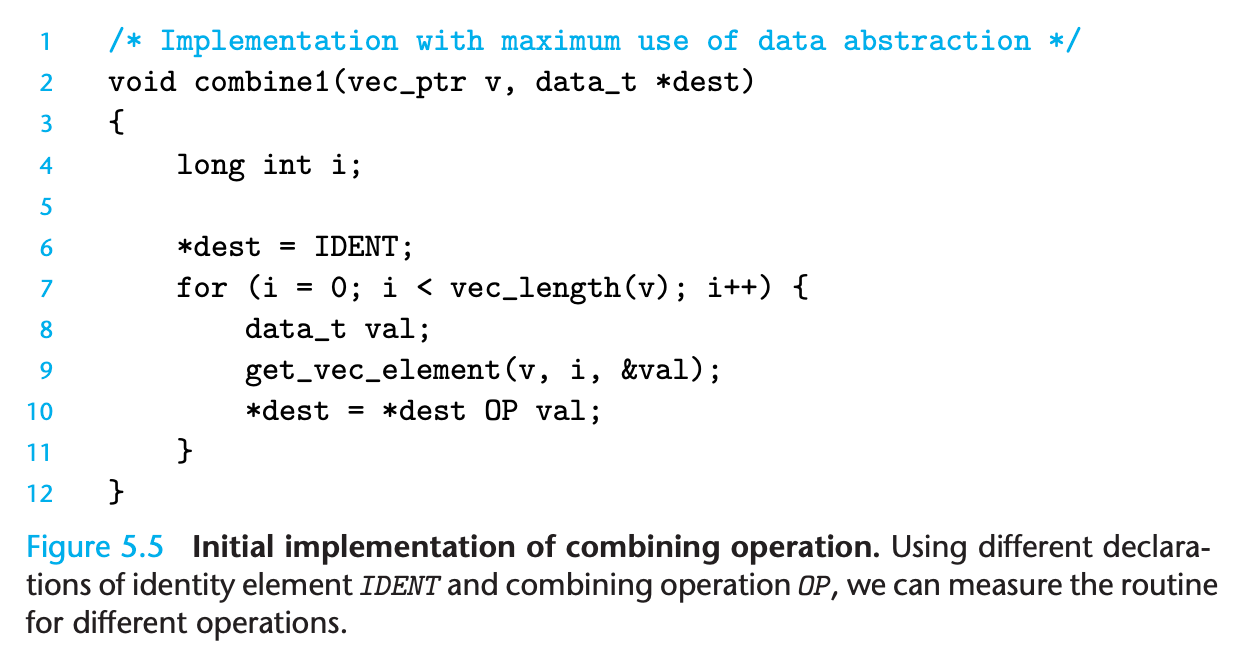 1 /* Implementation with maximum use of data abstraction */
2 void combine1(vec_ptr v, data_t *dest)
3 {
4     long int i;
5
6     *dest = IDENT;
7     for (i = 0; i < vec_length(v); i++) {
8         data_t val;
9         get_vec_element(v, i, &val);
10         *dest = *dest OP val;
11     }
12 }
Figure 5.5 Initial implementation of combining operation. Using different declara-
tions of identity element IDENT and combining operation OP, we can measure the routine
for different operations.